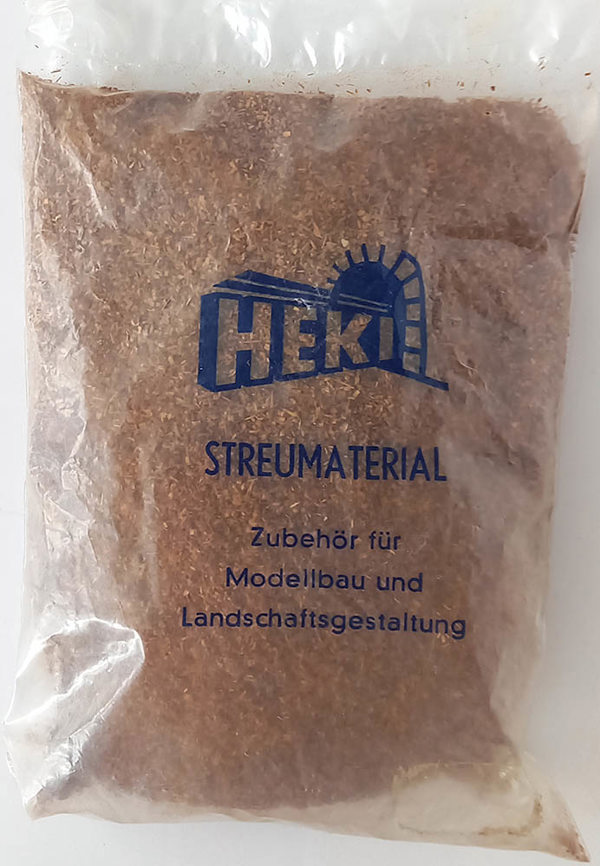 HEKI
STREUMATERIAL
Zubehör für
Modellbau und
Landschaftsgestaltung